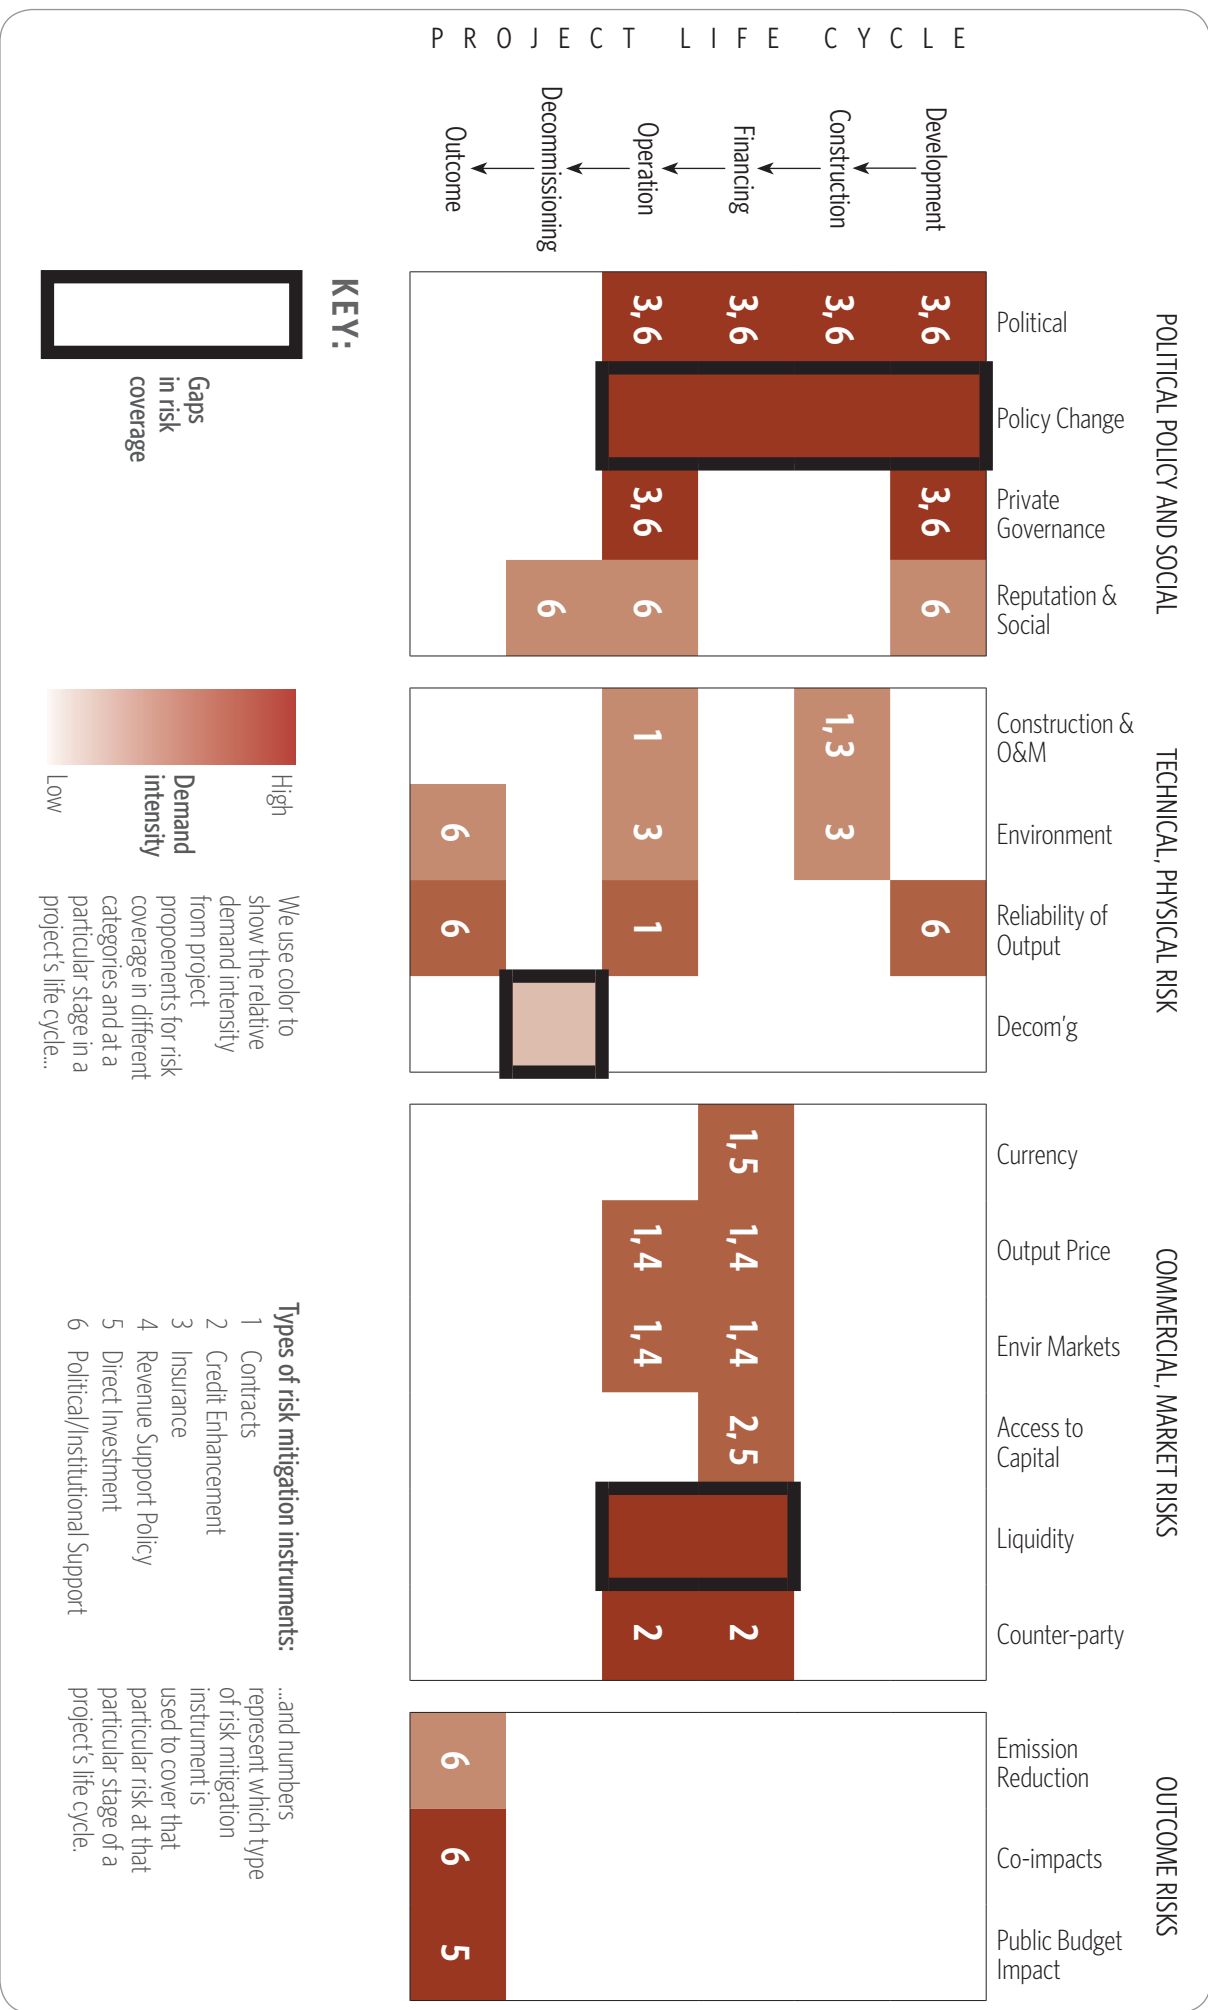 PROJECT LIFE CYCLE
POLITICAL POLICY AND SOCIAL
TECHNICAL, PHYSICAL RISK
COMMERCIAL, MARKET RISKS
OUTCOME RISKS
Political
Policy Change
Private
Governance
Reputation &
Social
Construction &
O&M
Environment
Reliability of
Output
Decom'g
Currency
Output Price
Envir Markets
Access to
Capital
Liquidity
Counter-party
Emission
Reduction
Co-impacts
Public Budget
Impact
Development
3, 6
3, 6
6
6
Construction
3, 6
1, 3
3
Financing
3, 6
1, 5
1, 4
1, 4
2, 5
2
Operation
3, 6
3, 6
6
1
3
1
1, 4
1, 4
2
Decommissioning
6
Outcome
6
6
6
6
5
KEY:
Gaps
in risk
coverage
High
Demand
intensity
Low
We use color to
show the relative
demand intensity
from project
propoenents for risk
coverage in different
categories and at a
particular stage in a
project's life cycle...
Types of risk mitigation instruments:
1 Contracts
2 Credit Enhancement
3 Insurance
4 Revenue Support Policy
5 Direct Investment
6 Political/Institutional Support
...and numbers
represent which type
of risk mitigation
instrument is
used to cover that
particular risk at that
particular stage of a
project's life cycle.